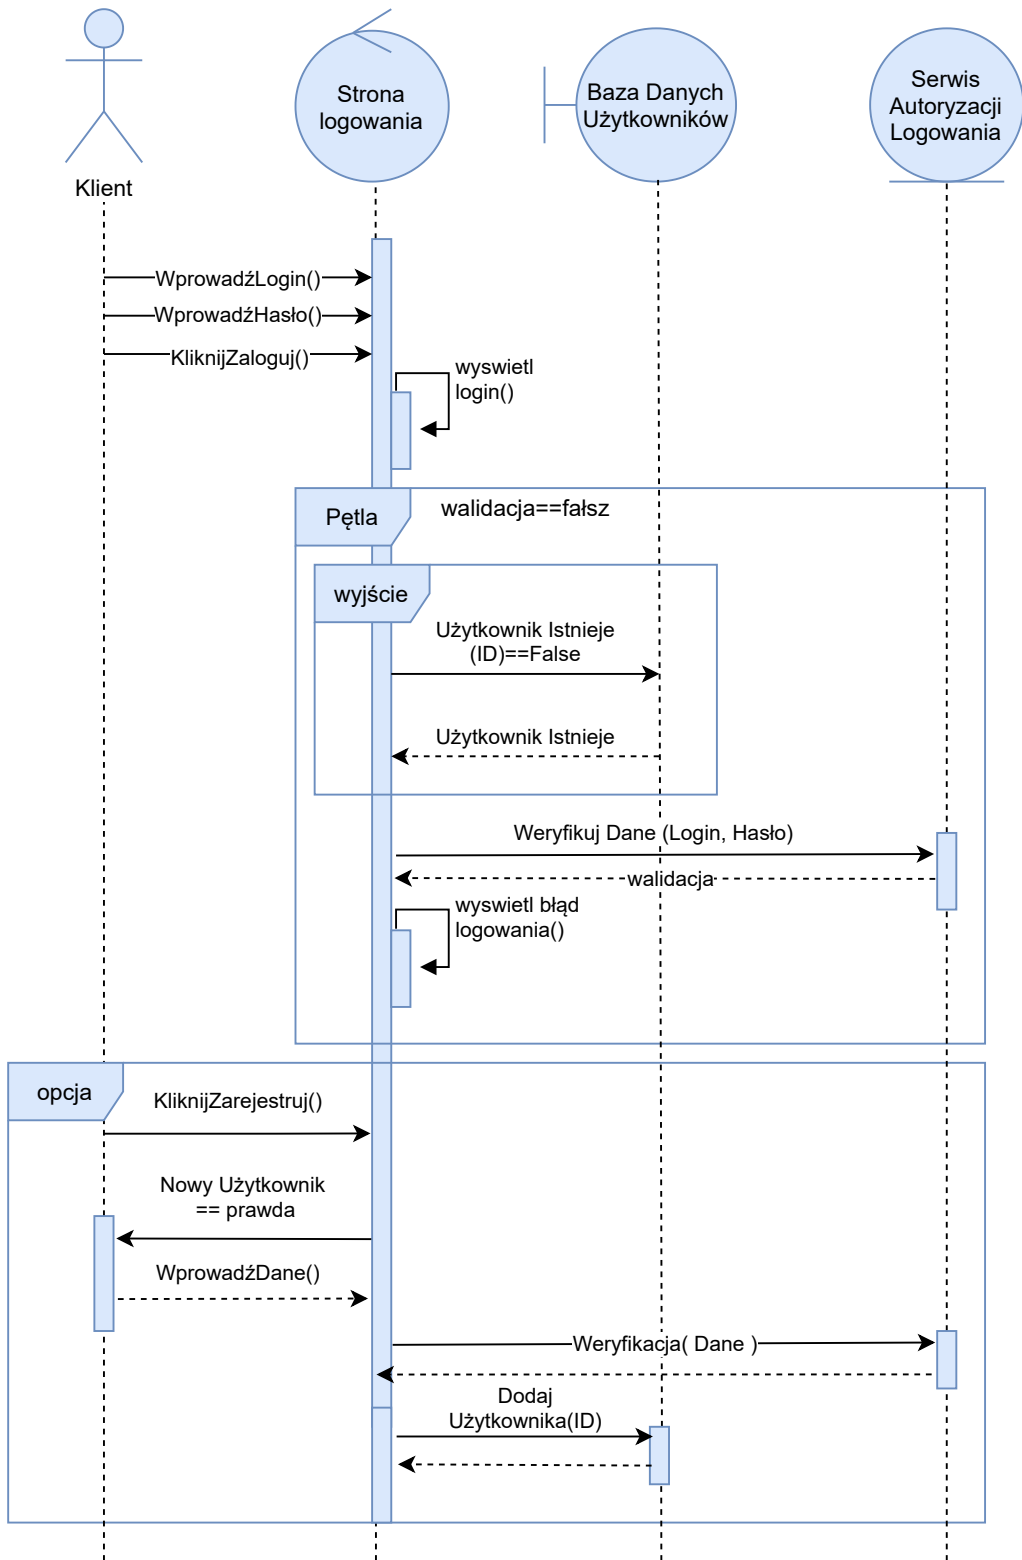 Klient
Strona
logowania
Baza Danych
Użytkowników
Serwis
Autoryzacji
Logowania
WprowadźLogin()
WprowadźHasło()
KliknijZaloguj()
wyswietl
login()
Pętla
walidacja==fałsz
wyjście
Użytkownik Istnieje
(ID)==False
Użytkownik Istnieje
Weryfikuj Dane (Login, Hasło)
walidacja
wyswietl błąd
logowania()
opcja
KliknijZarejestruj()
Nowy Użytkownik
== prawda
WprowadźDane()
Weryfikacja( Dane )
Dodaj
Użytkownika(ID)